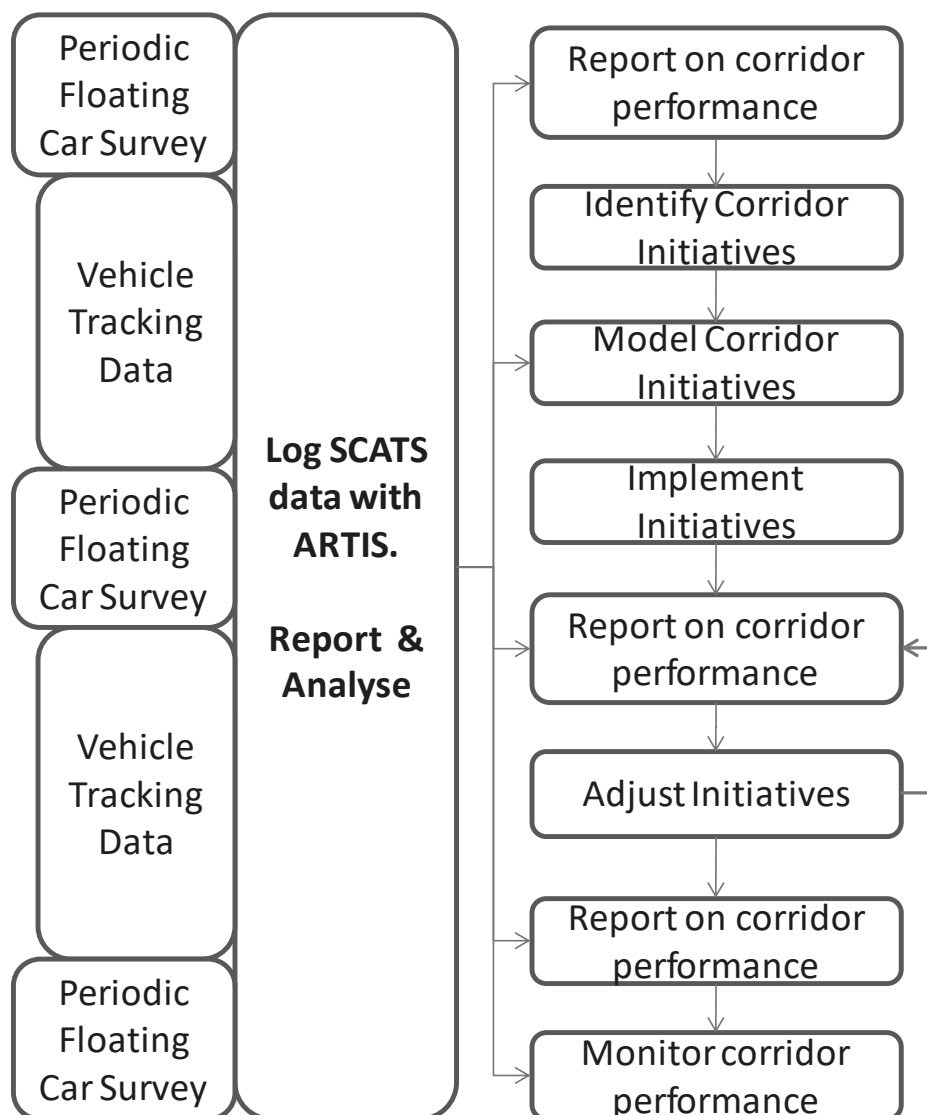 Periodic
Floating
Car Survey
Vehicle
Tracking
Data
Periodic
Floating
Car Survey
Vehicle
Tracking
Data
Periodic
Floating
Car Survey
Log SCATS
data with
ARTIS.
Report & 
Analyse
Report on corridor
performance
Identify Corridor
Initiatives
Model Corridor
Initiatives
Implement
Initiatives
Report on corridor
performance
Adjust Initiatives
Report on corridor
performance
Monitor corridor
performance